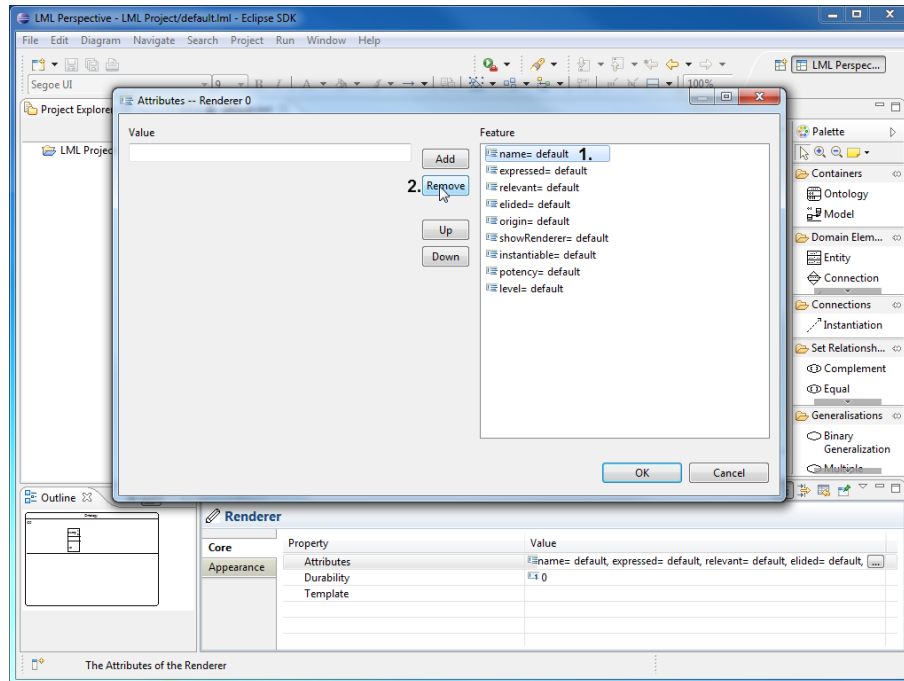 LML Perspective - LML Project/default.lml - Eclipse SDK
File Edit Diagram Navigate Search Project Run Window Help
LML Perspec...
Segoe UI 9 B I A 100%
Project Explore
Attributes -- Renderer 0
LML Projec
Value
Feature
Add
2. Remove
Up
Down
name= default 1.
expressed= default
relevant= default
elided= default
origin= default
showRenderer= default
instantiable= default
potency= default
level= default
OK Cancel
Palette
Containers
Ontology
Model
Domain Elem...
Entity
Connection
Connections
Instantiation
Set Relationsh...
Complement
Equal
Generalisations
Binary
Generalization
Multiple
Outline
Renderer
Core
Appearance
Property Value
Attributes name= default, expressed= default, relevant= default, elided= default, ...
Durability 0
Template
The Attributes of the Renderer